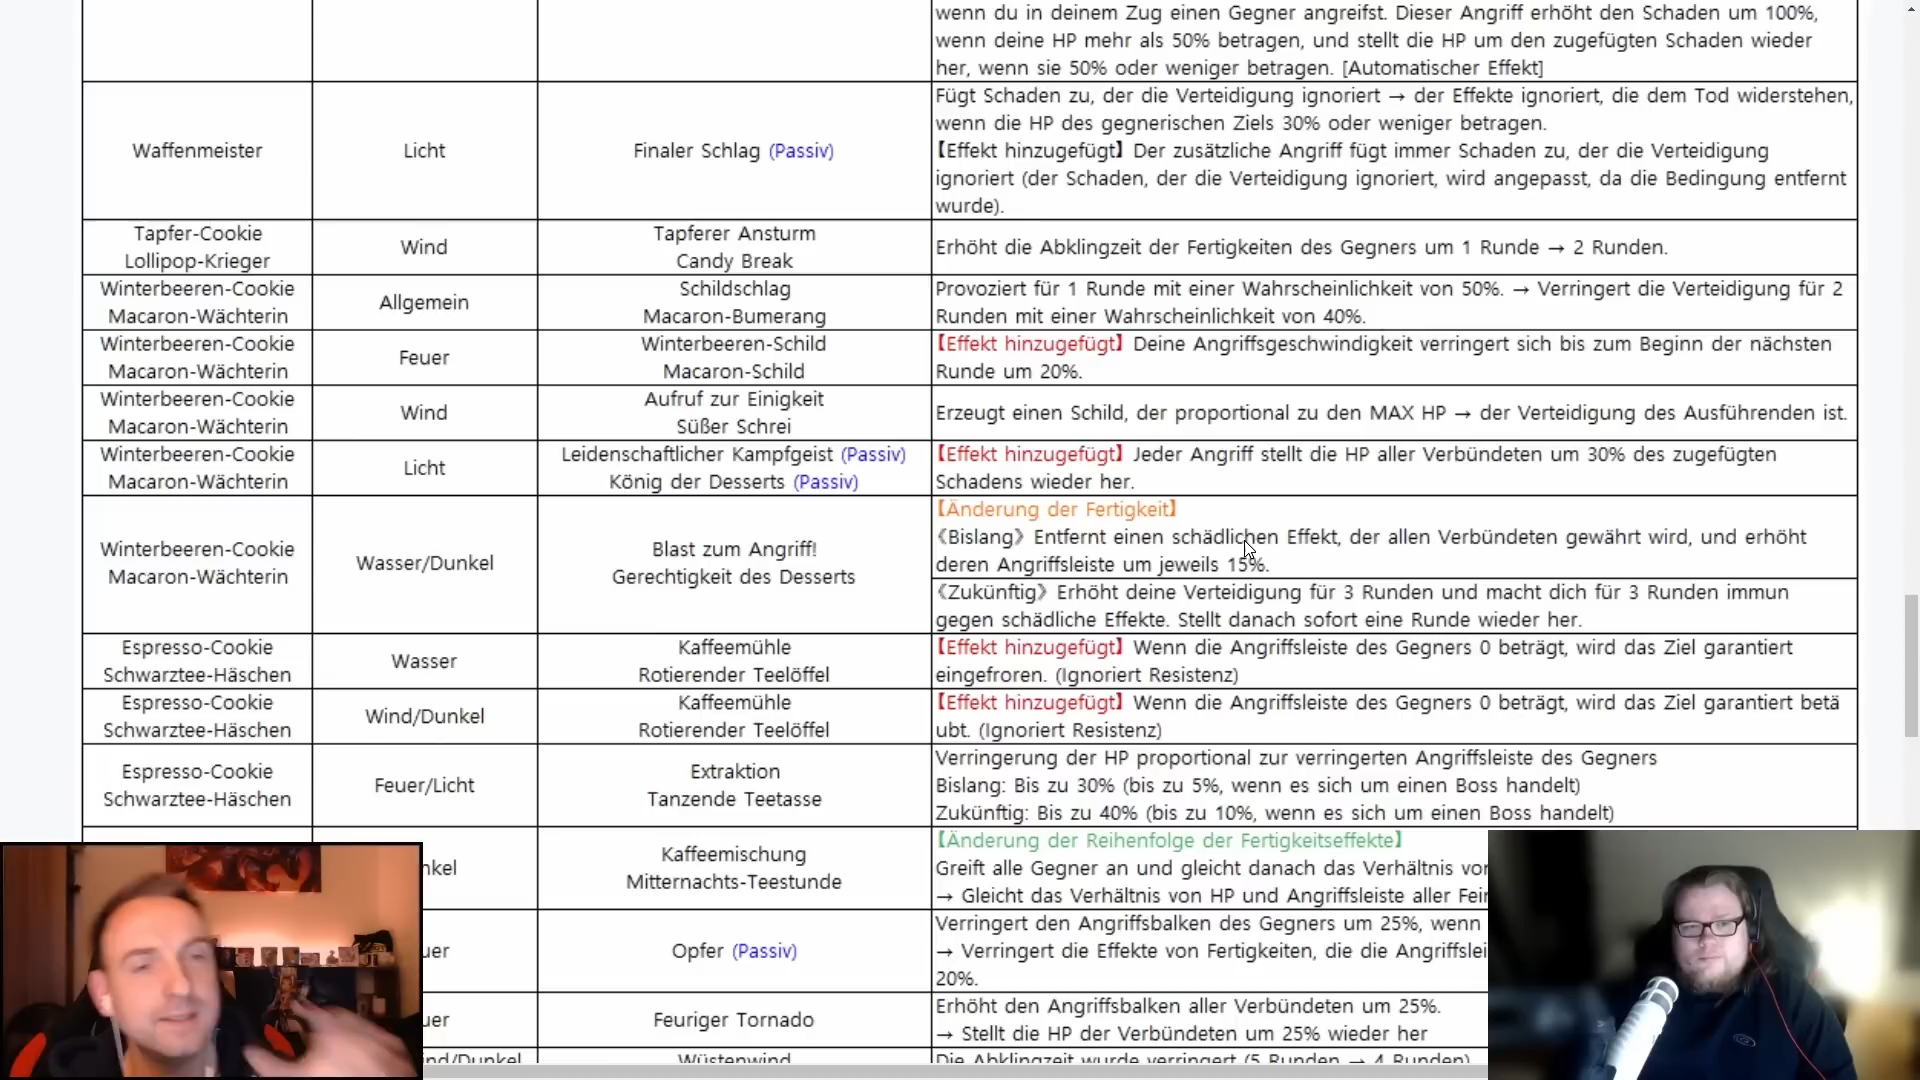 wenn du in deinem Zug einen Gegner angreifst. Dieser Angriff erhöht den Schaden um 100%,
wenn deine HP mehr als 50% betragen, und stellt die HP um den zugefügten Schaden wieder
her, wenn sie 50% oder weniger betragen. [Automatischer Effekt]
Waffenmeister
Licht
Finaler Schlag (Passiv)
Fügt Schaden zu, der die Verteidigung ignoriert → der Effekte ignoriert, die dem Tod widerstehen,
wenn die HP des gegnerischen Ziels 30% oder weniger betragen.
【Effekt hinzugefügt】Der zusätzliche Angriff fügt immer Schaden zu, der die Verteidigung
ignoriert (der Schaden, der die Verteidigung ignoriert, wird angepasst, da die Bedingung entfernt
wurde).
Tapfer-Cookie
Lollipop-Krieger
Wind
Tapferer Ansturm
Candy Break
Erhöht die Abklingzeit der Fertigkeiten des Gegners um 1 Runde → 2 Runden.
Winterbeeren-Cookie
Macaron-Wächterin
Allgemein
Schildschlag
Macaron-Bumerang
Provoziert für 1 Runde mit einer Wahrscheinlichkeit von 50%. → Verringert die Verteidigung für 2
Runden mit einer Wahrscheinlichkeit von 40%.
Winterbeeren-Cookie
Macaron-Wächterin
Feuer
Winterbeeren-Schild
Macaron-Schild
【Effekt hinzugefügt】Deine Angriffsgeschwindigkeit verringert sich bis zum Beginn der nächsten
Runde um 20%.
Winterbeeren-Cookie
Macaron-Wächterin
Wind
Aufruf zur Einigkeit
Süßer Schrei
Erzeugt einen Schild, der proportional zu den MAX HP → der Verteidigung des Ausführenden ist.
Winterbeeren-Cookie
Macaron-Wächterin
Licht
Leidenschaftlicher Kampfgeist (Passiv)
König der Desserts (Passiv)
【Effekt hinzugefügt】Jeder Angriff stellt die HP aller Verbündeten um 30% des zugefügten
Schadens wieder her.
Winterbeeren-Cookie
Macaron-Wächterin
Wasser/Dunkel
Blast zum Angriff!
Gerechtigkeit des Desserts
【Änderung der Fertigkeit】
《Bislang》Entfernt einen schädlichen Effekt, der allen Verbündeten gewährt wird, und erhöht
deren Angriffsleiste um jeweils 15%.
《Zukünftig》Erhöht deine Verteidigung für 3 Runden und macht dich für 3 Runden immun
gegen schädliche Effekte. Stellt danach sofort eine Runde wieder her.
Espresso-Cookie
Schwarztee-Häschen
Wasser
Kaffeemühle
Rotierender Teelöffel
【Effekt hinzugefügt】Wenn die Angriffsleiste des Gegners 0 beträgt, wird das Ziel garantiert
eingefroren. (Ignoriert Resistenz)
Espresso-Cookie
Schwarztee-Häschen
Wind/Dunkel
Kaffeemühle
Rotierender Teelöffel
【Effekt hinzugefügt】Wenn die Angriffsleiste des Gegners 0 beträgt, wird das Ziel garantiert betä
ubt. (Ignoriert Resistenz)
Espresso-Cookie
Schwarztee-Häschen
Feuer/Licht
Extraktion
Tanzende Teetasse
Verringerung der HP proportional zur verringerten Angriffsleiste des Gegners
Bislang: Bis zu 30% (bis zu 5%, wenn es sich um einen Boss handelt)
Zukünftig: Bis zu 40% (bis zu 10%, wenn es sich um einen Boss handelt)
nkel
Kaffeemischung
Mitternachts-Teestunde
【Änderung der Reihenfolge der Fertigkeitseffekte】
Greift alle Gegner an und gleicht danach das Verhältnis vor
→ Gleicht das Verhältnis von HP und Angriffsleiste aller Fei
uer
Opfer (Passiv)
Verringert den Angriffsbalken des Gegners um 25%, wenn
→ Verringert die Effekte von Fertigkeiten, die die Angriffslei
20%.
uer
Feuriger Tornado
Erhöht den Angriffsbalken aller Verbündeten um 25%.
→ Stellt die HP der Verbündeten um 25% wieder her
nd/Dunkel
Wüstenwind
Die Abklingzeit wurde verringert (5 Runden → 4 Runden)